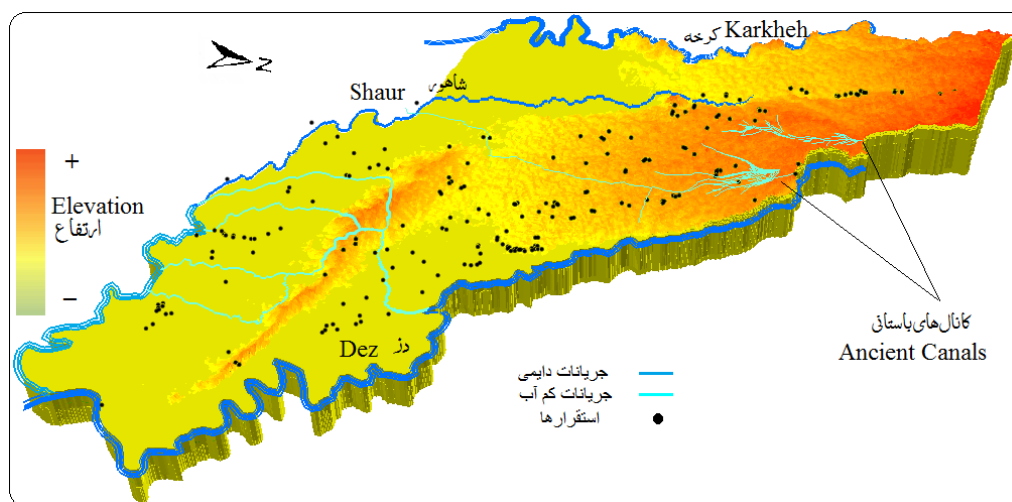 کرخه Karkheh
شاهور
Shaur
N
+
Elevation
ارتفاع
−
دز Dez
کانال‌های باستانی
Ancient Canals
جریانات دایمی
جریانات کم آب
استقرارها